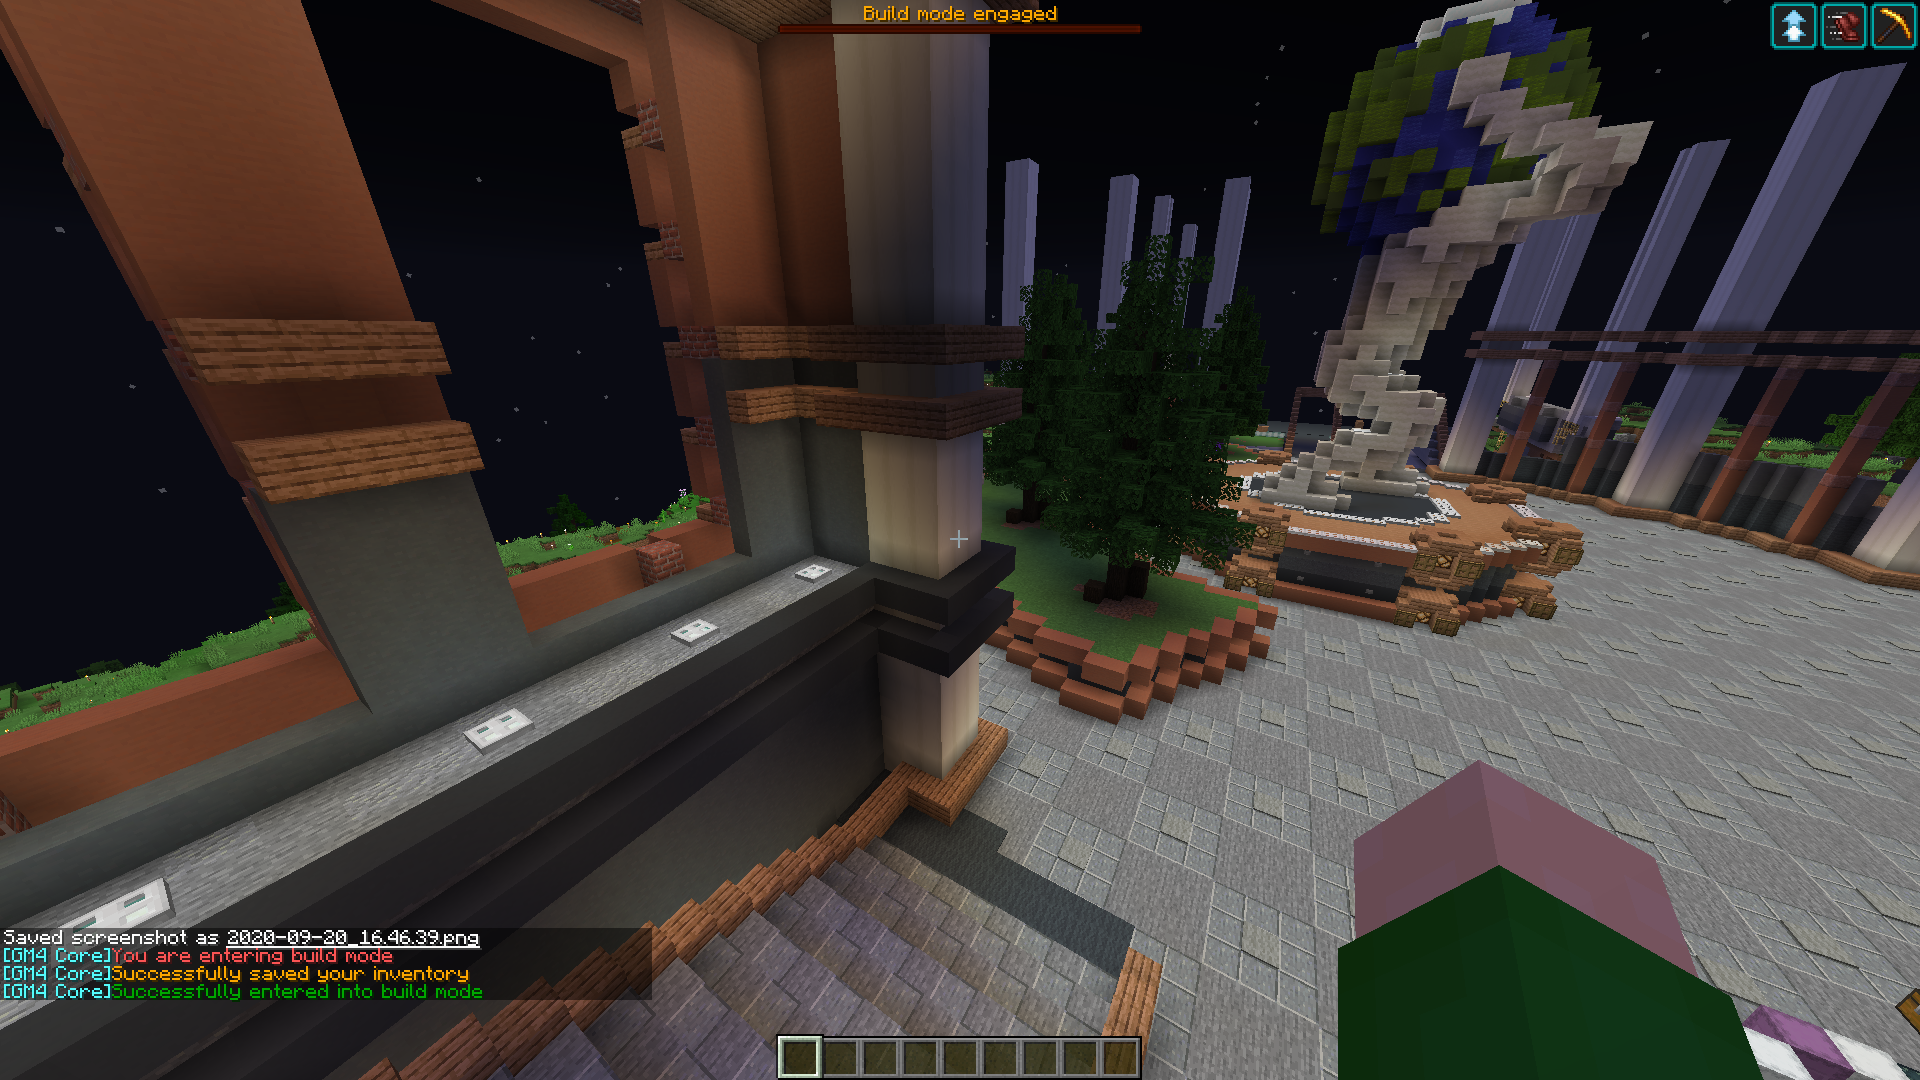 Build mode engaged
Saved screenshot as 2020-09-20_16.46.39.png
[GM4 Core]You are entering build mode
[GM4 Core]Successfully saved your inventory
[GM4 Core]Successfully entered into build mode